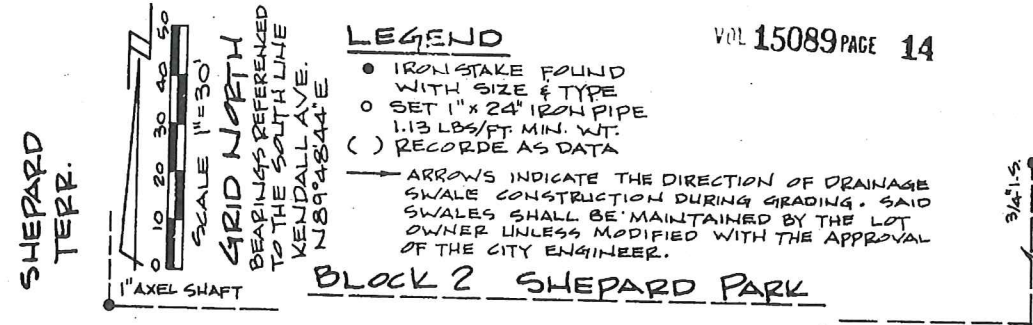 SHEPARD
TERR.
0 10 20 30 40 50
SCALE 1"=30'
GRID NORTH
BEARINGS REFERENCED
TO THE SOUTH LINE
KENDALL AVE.
N89°48'44"E
1" AXEL SHAFT
LEGEND
IRON STAKE FOUND
WITH SIZE & TYPE
SET 1" x 24" IRON PIPE
1.13 LBS/FT. MIN. WT.
( ) RECORDE AS DATA
ARROWS INDICATE THE DIRECTION OF DRAINAGE
SWALE CONSTRUCTION DURING GRADING. SAID
SWALES SHALL BE MAINTAINED BY THE LOT
OWNER UNLESS MODIFIED WITH THE APPROVAL
OF THE CITY ENGINEER.
BLOCK 2 SHEPARD PARK
VOL 15089 PAGE 14
3/4" I.S.